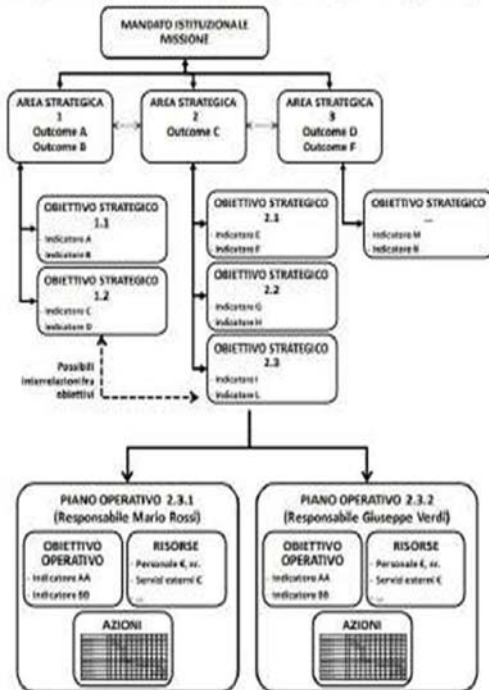 MANDATO ISTITUZIONALE
MISSIONE
AREA STRATEGICA
1
Outcome A
Outcome B
AREA STRATEGICA
2
Outcome C
AREA STRATEGICA
3
Outcome D
Outcome F
OBIETTIVO STRATEGICO
1.1
- Indicatore A
- Indicatore B
OBIETTIVO STRATEGICO
1.2
- Indicatore C
- Indicatore D
OBIETTIVO STRATEGICO
2.1
- Indicatore E
- Indicatore F
OBIETTIVO STRATEGICO
2.2
- Indicatore G
- Indicatore H
OBIETTIVO STRATEGICO
2.3
- Indicatore I
- Indicatore L
OBIETTIVO STRATEGICO
...
- Indicatore M
- Indicatore N
Possibili
interrelazioni fra
obiettivi
PIANO OPERATIVO 2.3.1
(Responsabile Mario Rossi)
OBIETTIVO
OPERATIVO
- Indicatore AA
- Indicatore BB
RISORSE
- Personale €, nr.
- Servizi esterni €
- ...
AZIONI
PIANO OPERATIVO 2.3.2
(Responsabile Giuseppe Verdi)
OBIETTIVO
OPERATIVO
- Indicatore AA
- Indicatore BB
RISORSE
- Personale €, nr.
- Servizi esterni €
- ...
AZIONI